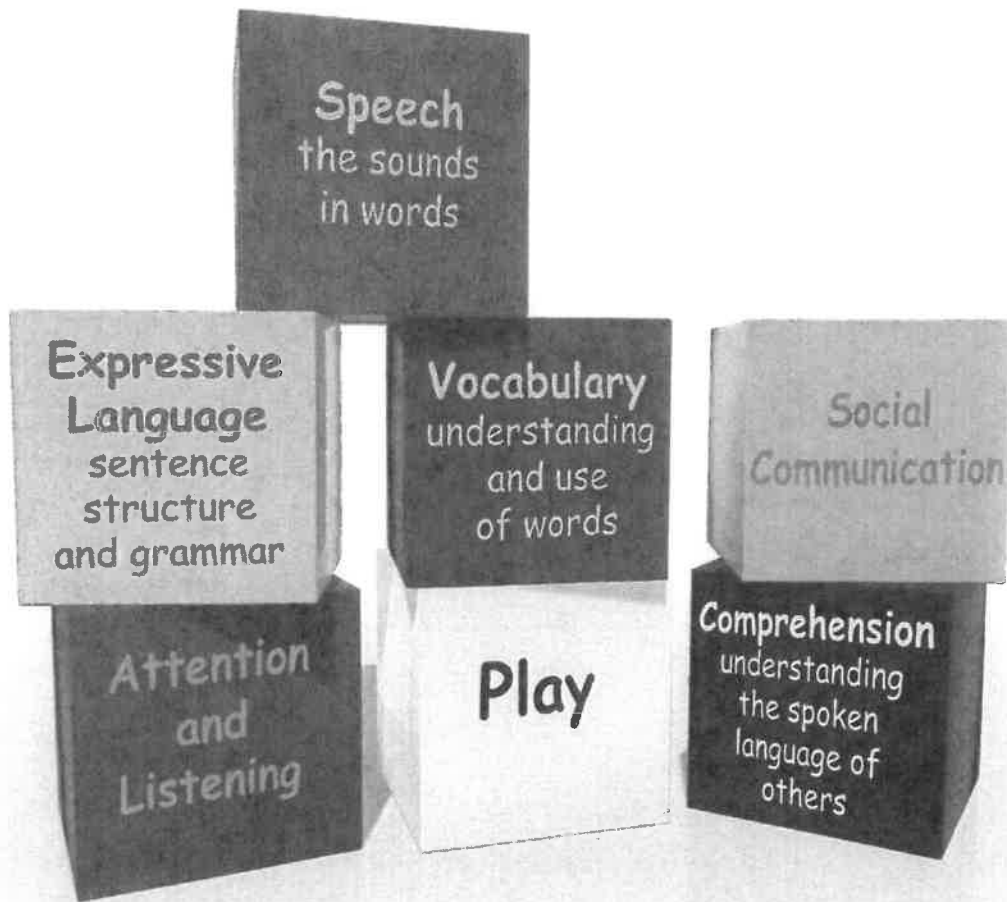 Speech
the sounds
in words
Expressive
Language
sentence
structure
and grammar
Vocabulary
understanding
and use
of words
Social
Communication
Attention
and
Listening
Play
Comprehension
understanding
the spoken
language of
others